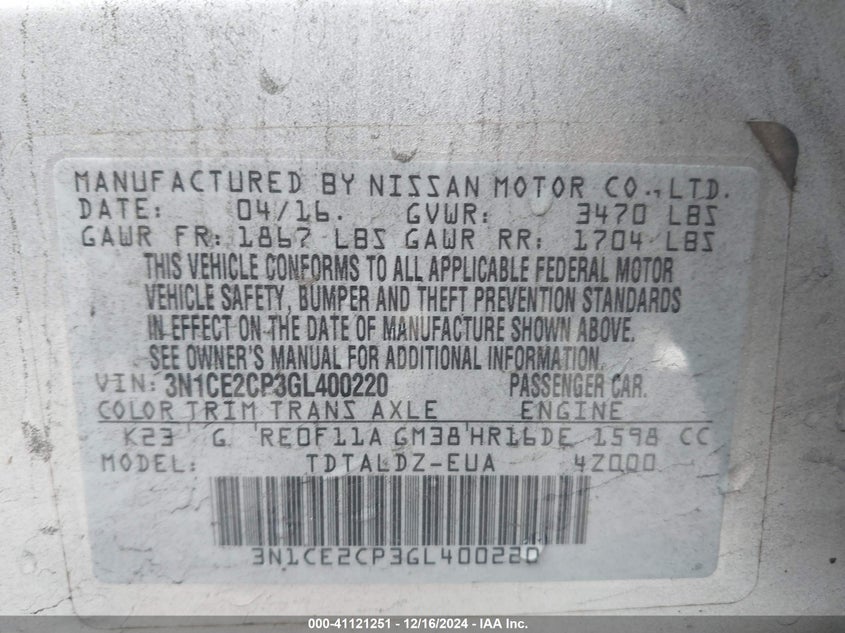 MANUFACTURED BY NISSAN MOTOR CO., LTD.
DATE: 04/16. GVWR: 3470 LBS
GAWR FR: 1867 LBS GAWR RR: 1704 LBS
THIS VEHICLE CONFORMS TO ALL APPLICABLE FEDERAL MOTOR
VEHICLE SAFETY, BUMPER AND THEFT PREVENTION STANDARDS
IN EFFECT ON THE DATE OF MANUFACTURE SHOWN ABOVE.
SEE OWNER'S MANUAL FOR ADDITIONAL INFORMATION.
VIN: 3N1CE2CP3GL400220 PASSENGER CAR.
COLOR TRIM TRANS AXLE ENGINE
K23 G RE0F11A GM38 HR16DE 1598 CC
MODEL: TDTALDZ-EUA 4Z000
3N1CE2CP3GL400220
000-41121251 - 12/16/2024 - IAA Inc.